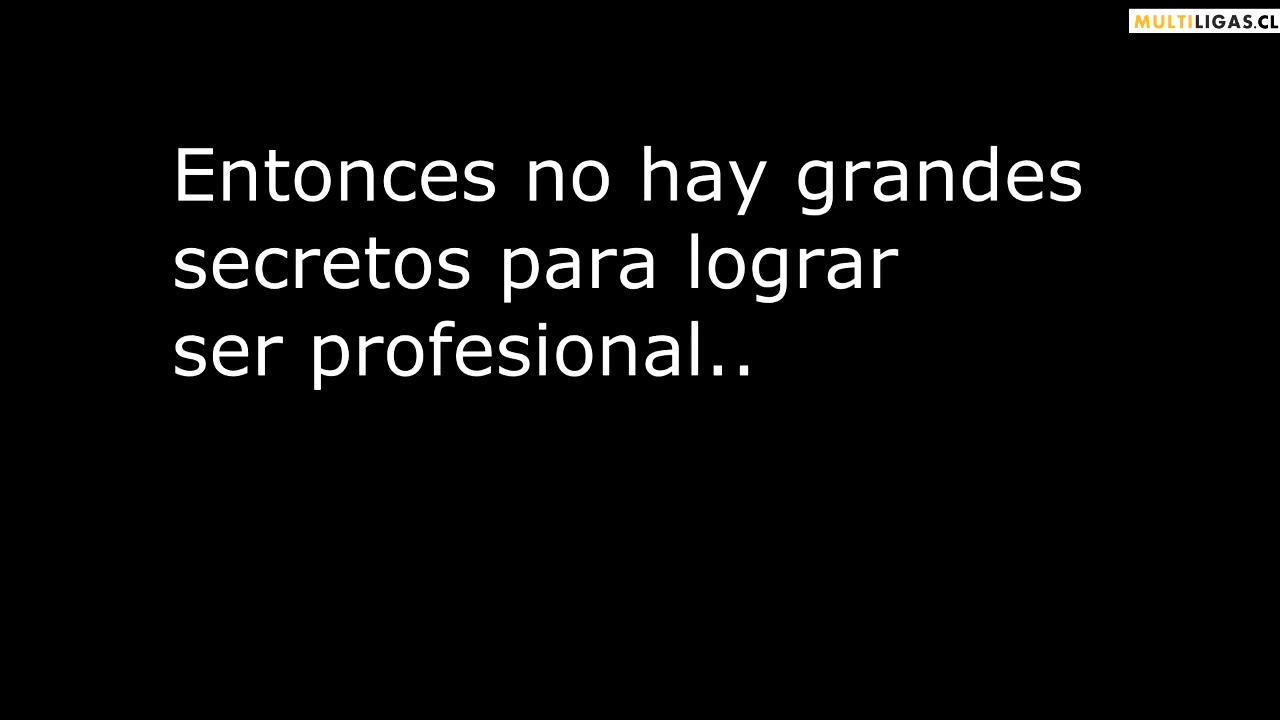 MULTILIGAS.CL
Entonces no hay grandes
secretos para lograr
ser profesional..